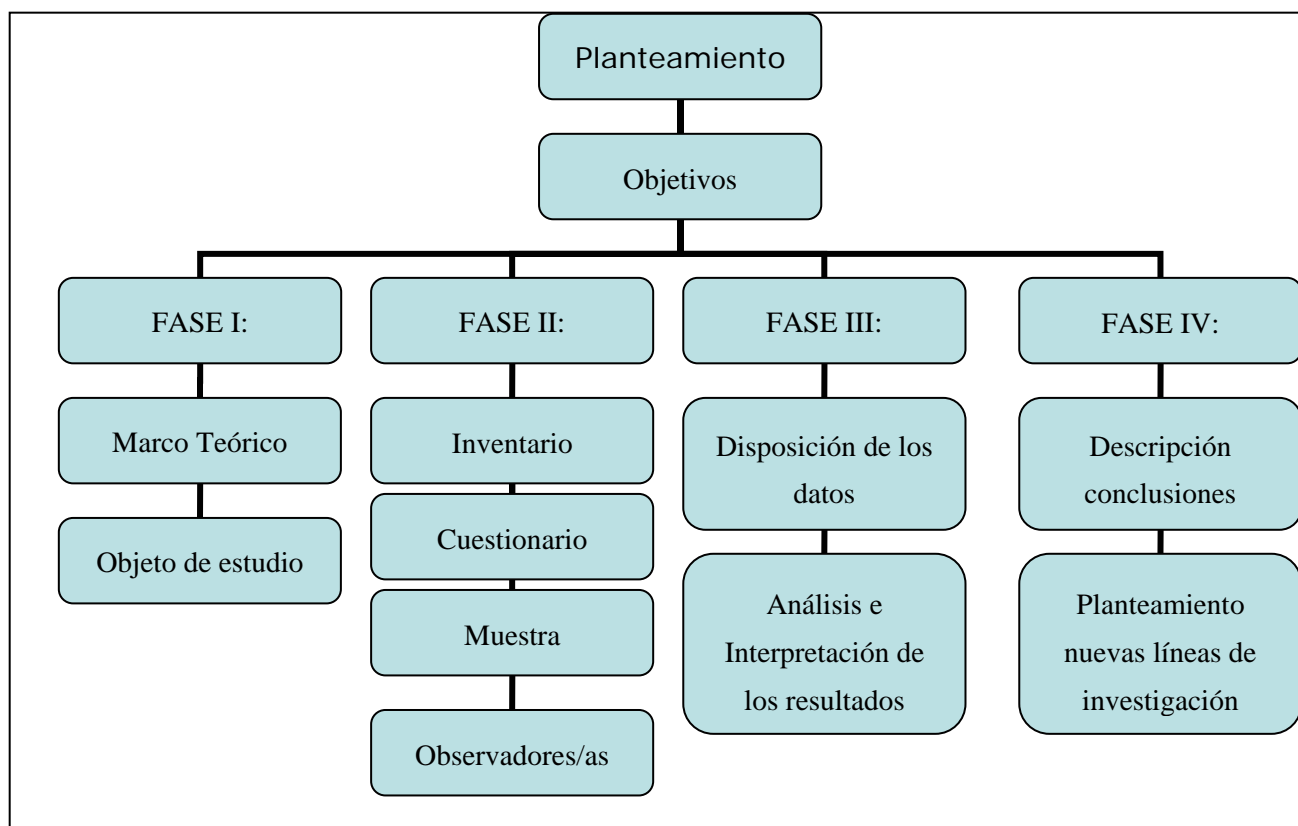 Planteamiento
Objetivos
FASE I:
Marco Teórico
Objeto de estudio
FASE II:
Inventario
Cuestionario
Muestra
Observadores/as
FASE III:
Disposición de los
datos
Análisis e
Interpretación de
los resultados
FASE IV:
Descripción
conclusiones
Planteamiento
nuevas líneas de
investigación